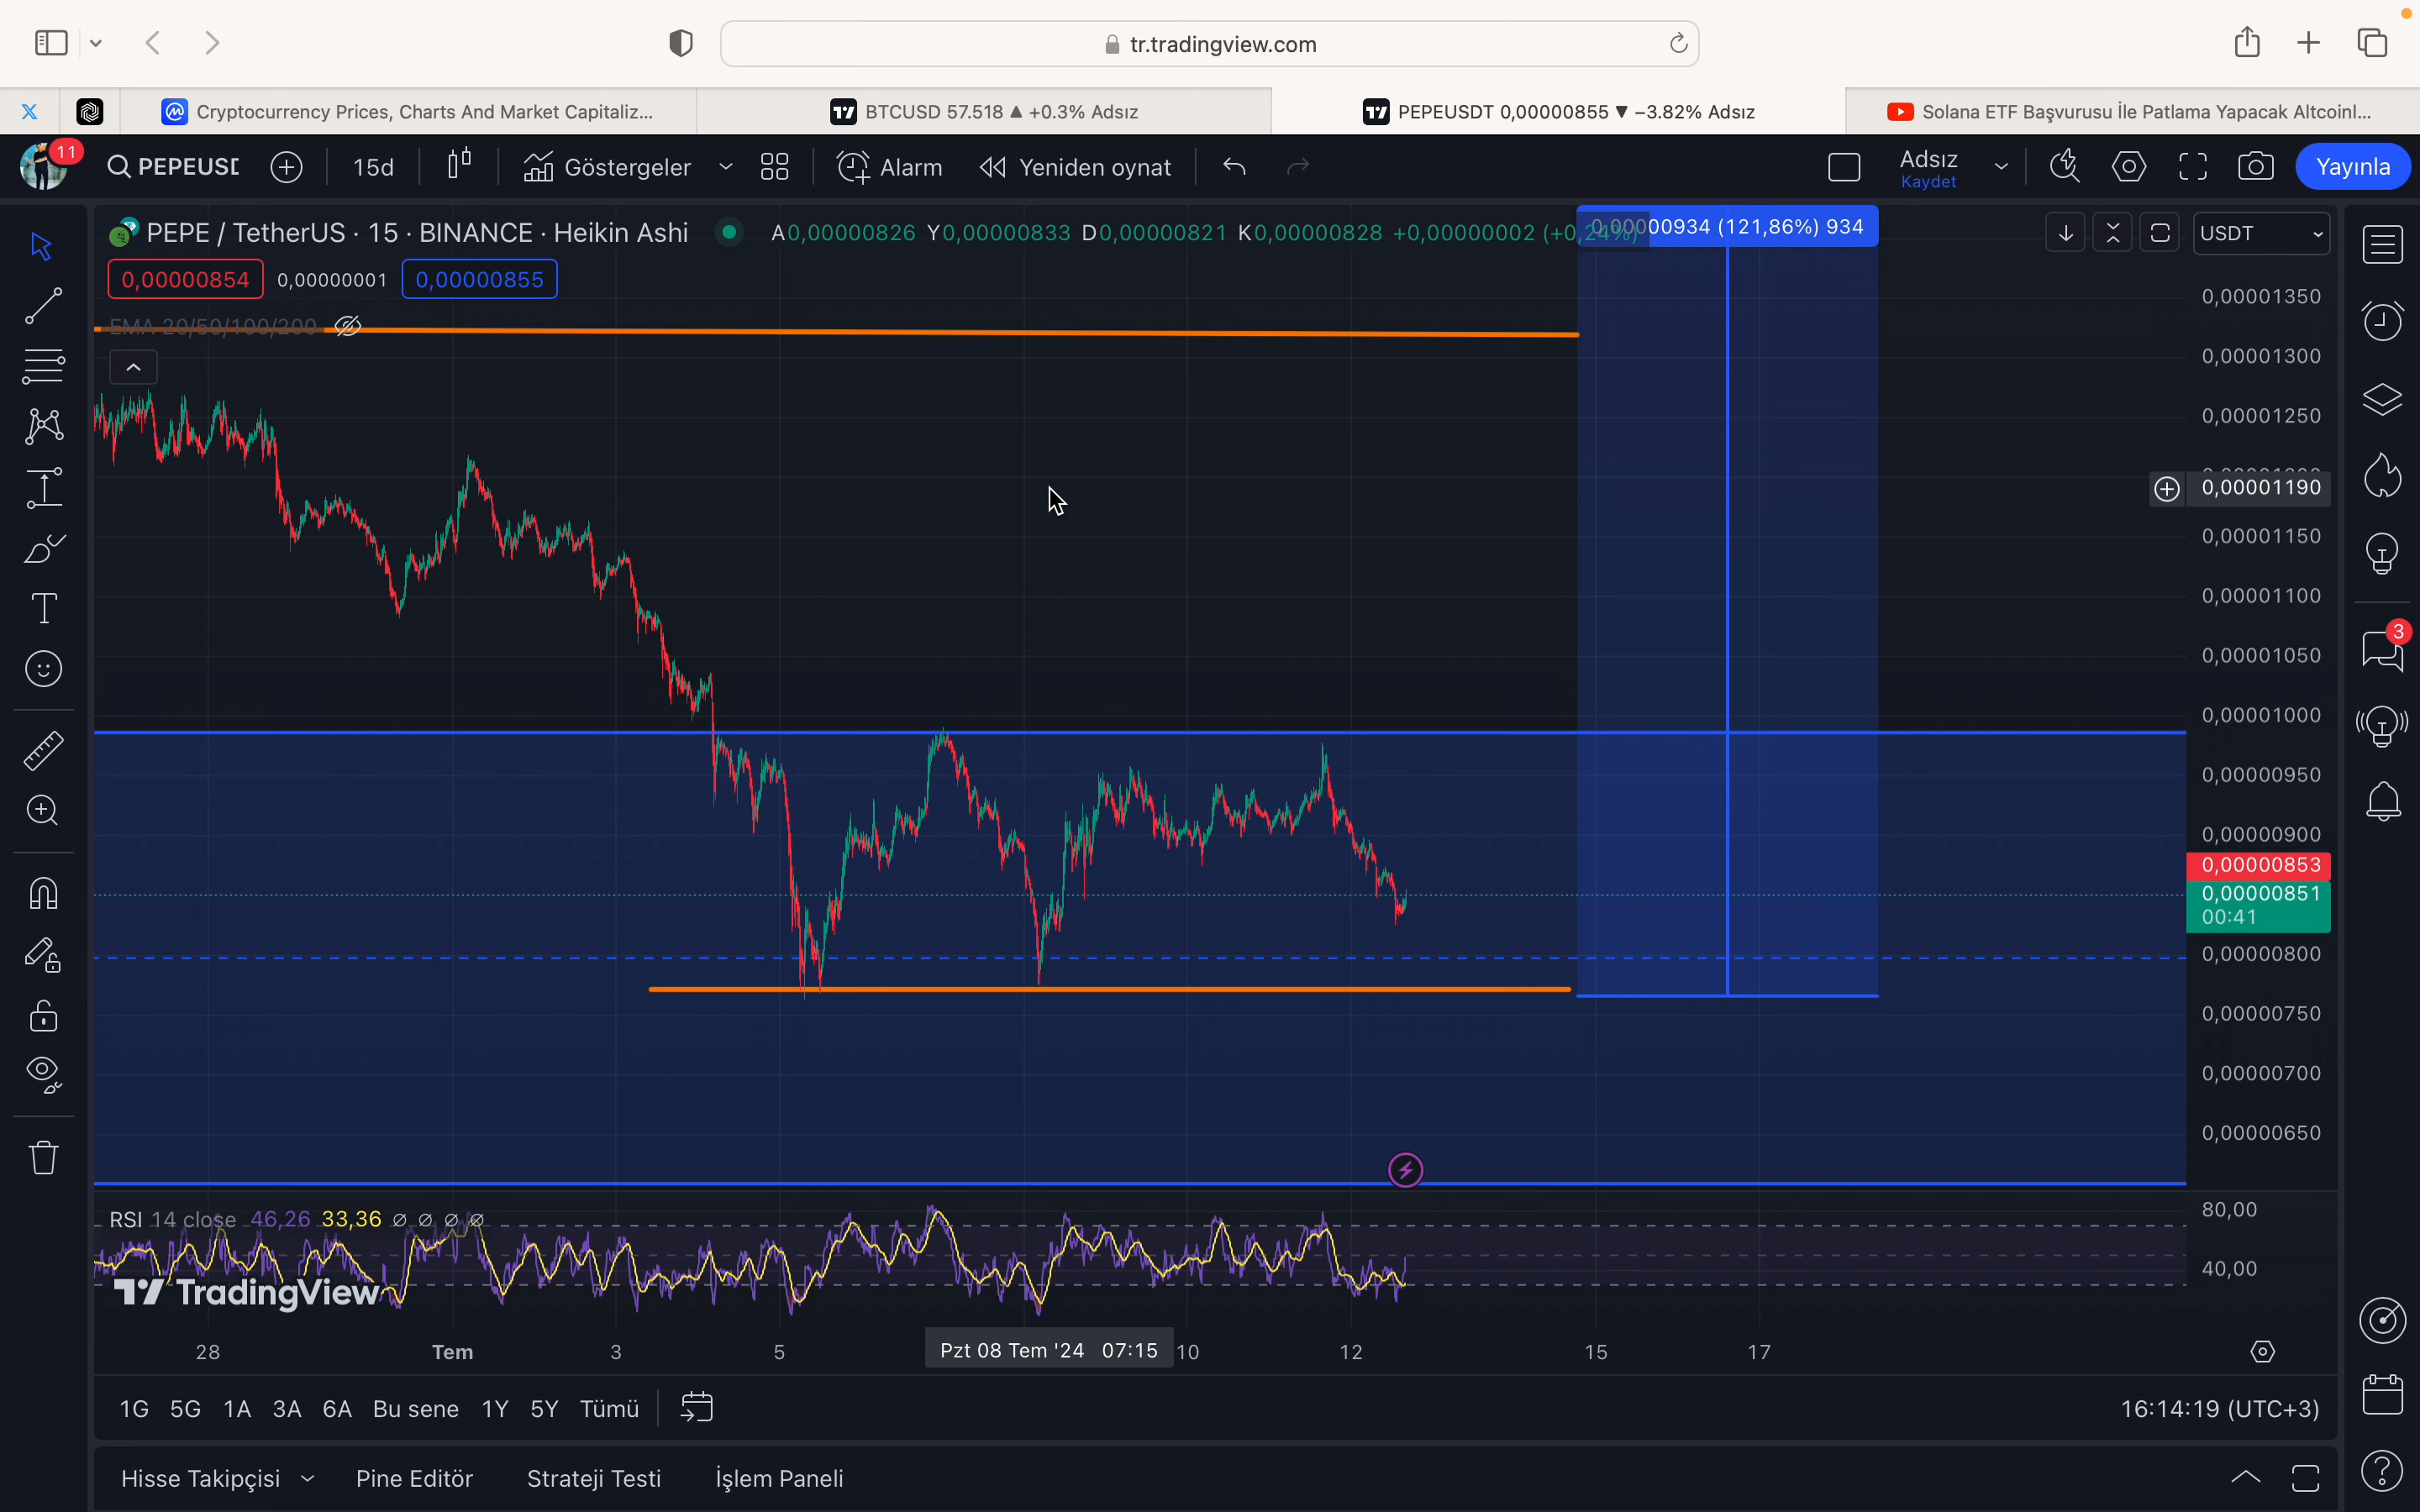 tr.tradingview.com
Cryptocurrency Prices, Charts And Market Capitaliz...
BTCUSD 57.518 ▲ +0.3% Adsız
PEPEUSDT 0,00000855 ▼ −3.82% Adsız
Solana ETF Başvurusu İle Patlama Yapacak Altcoinl...
11
PEPEUSD
15d
Göstergeler
Alarm
Yeniden oynat
Adsız
Kaydet
Yayınla
PEPE / TetherUS · 15 · BINANCE · Heikin Ashi
A0,00000826 Y0,00000833 D0,00000821 K0,00000828 +0,00000002 (+0,24%)
0,00000934 (121,86%) 934
USDT
0,00000854
0,00000001
0,00000855
EMA 20/50/100/200
0,00001350
0,00001300
0,00001250
0,00001190
0,00001150
0,00001100
0,00001050
0,00001000
0,00000950
0,00000900
0,00000853
0,00000851
00:41
0,00000800
0,00000750
0,00000700
0,00000650
3
RSI 14 close 46,26 33,36 ∅ ∅ ∅ ∅
80,00
40,00
TradingView
28
Tem
3
5
Pzt 08 Tem '24 07:15
10
12
15
17
1G 5G 1A 3A 6A Bu sene 1Y 5Y Tümü
16:14:19 (UTC+3)
Hisse Takipçisi
Pine Editör
Strateji Testi
İşlem Paneli